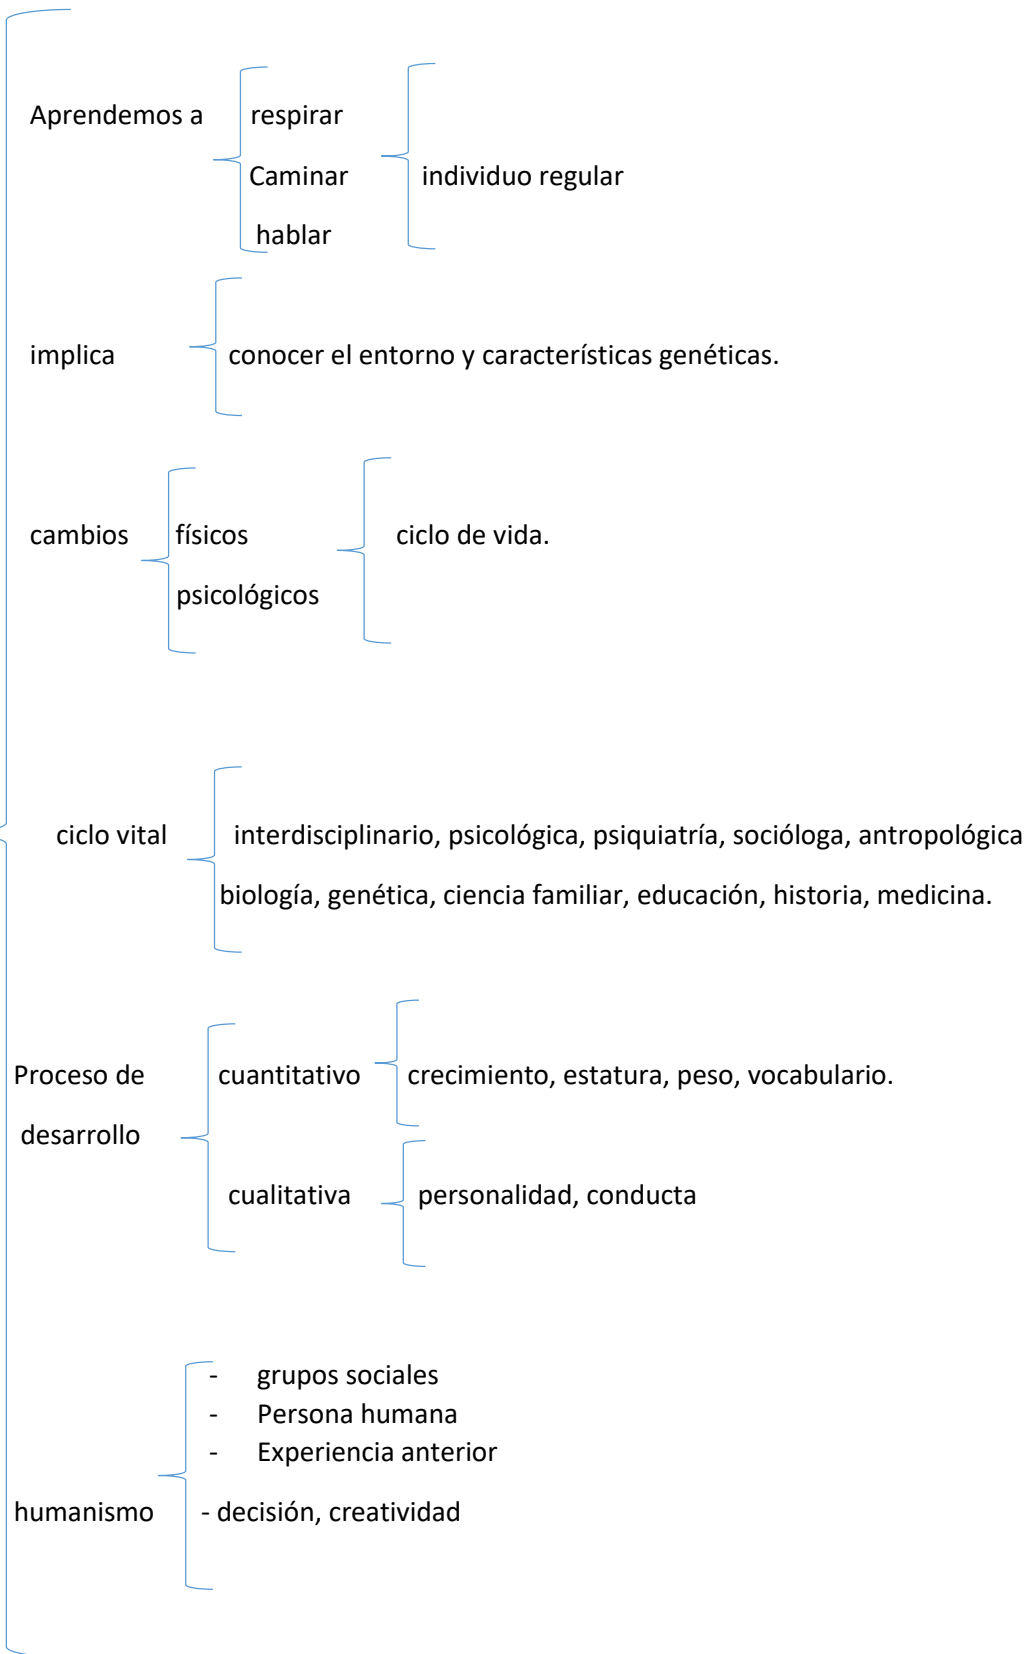 Aprendemos a respirar
Caminar individuo regular
hablar
implica conocer el entorno y características genéticas.
cambios físicos ciclo de vida.
psicológicos
ciclo vital interdisciplinario, psicológica, psiquiatría, socióloga, antropológica
biología, genética, ciencia familiar, educación, historia, medicina.
Proceso de cuantitativo crecimiento, estatura, peso, vocabulario.
desarrollo
cualitativa personalidad, conducta
- grupos sociales
- Persona humana
- Experiencia anterior
humanismo - decisión, creatividad